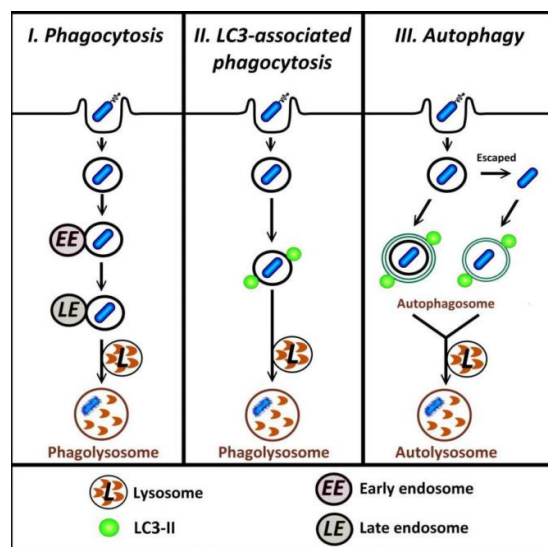 I. Phagocytosis
II. LC3-associated
phagocytosis
III. Autophagy
Escaped
EE
LE
L
Phagolysosome
L
Phagolysosome
Autophagosome
L
Autolysosome
L Lysosome
LC3-II
EE Early endosome
LE Late endosome